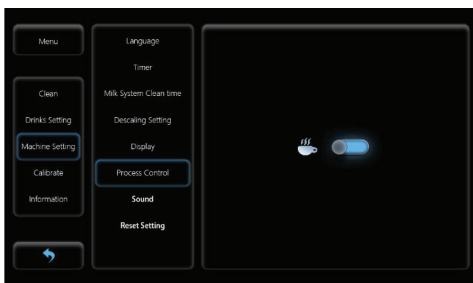 Menu
Clean
Drinks Setting
Machine Setting
Calibrate
Information
Language
Timer
Milk System Clean time
Descaling Setting
Display
Process Control
Sound
Reset Setting